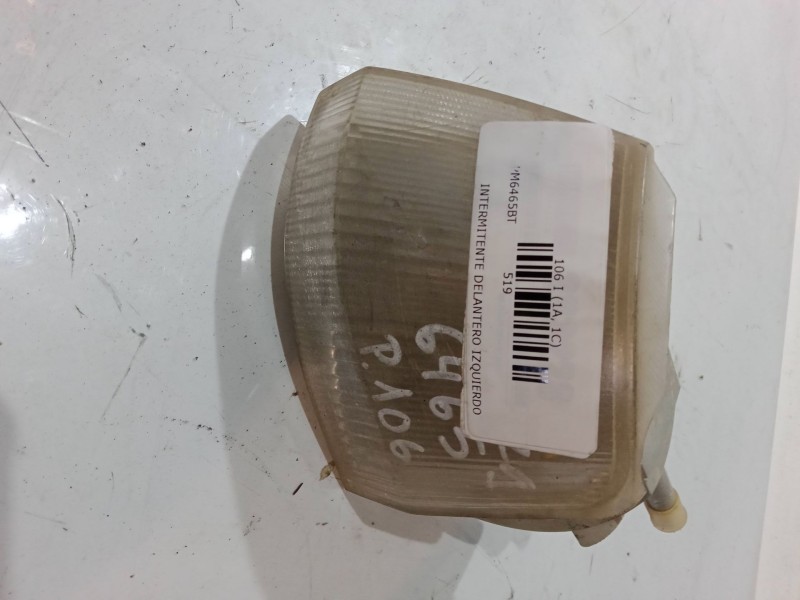 106 I (1A, 1C)
519
'M6465BT
INTERMITENTE DELANTERO IZQUIERDO
6465
P.106